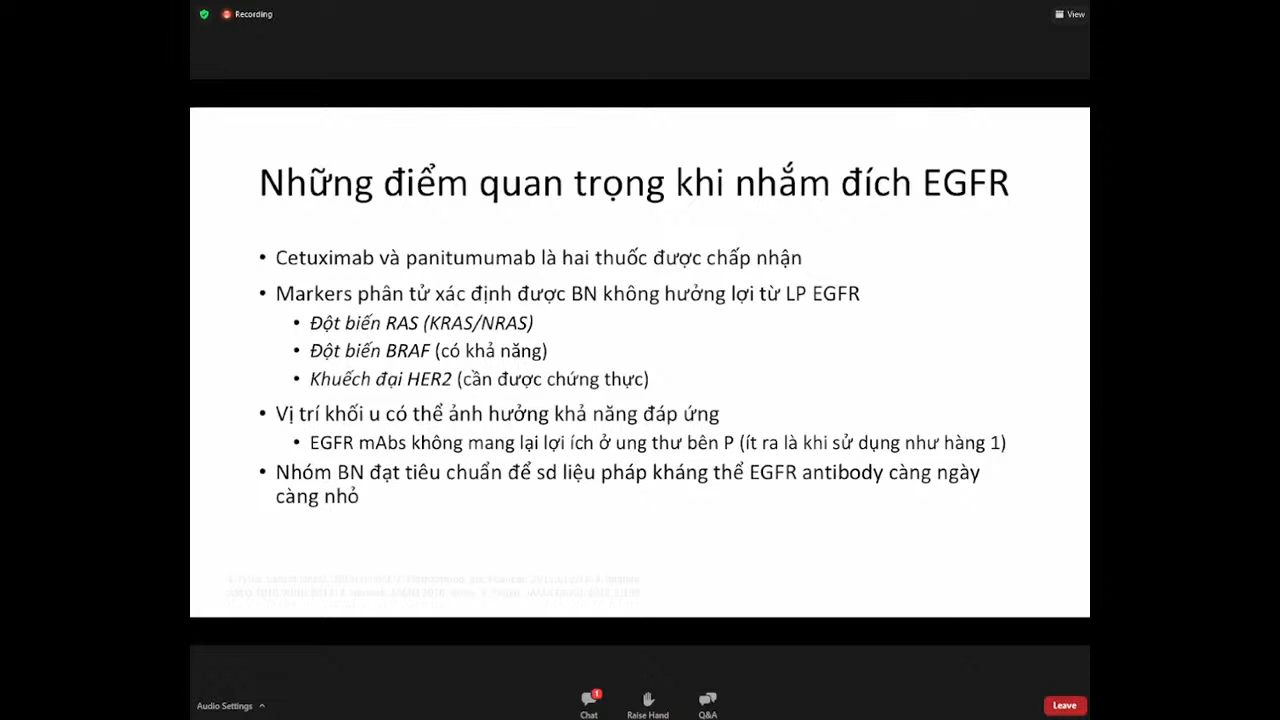 Recording
View
Những điểm quan trọng khi nhắm đích EGFR
• Cetuximab và panitumumab là hai thuốc được chấp nhận
• Markers phân tử xác định được BN không hưởng lợi từ LP EGFR
• Đột biến RAS (KRAS/NRAS)
• Đột biến BRAF (có khả năng)
• Khuếch đại HER2 (cần được chứng thực)
• Vị trí khối u có thể ảnh hưởng khả năng đáp ứng
• EGFR mAbs không mang lại lợi ích ở ung thư bên P (ít ra là khi sử dụng như hàng 1)
• Nhóm BN đạt tiêu chuẩn để sd liệu pháp kháng thể EGFR antibody càng ngày
càng nhỏ
Audio Settings
1
Chat
Raise Hand
Q&A
Leave